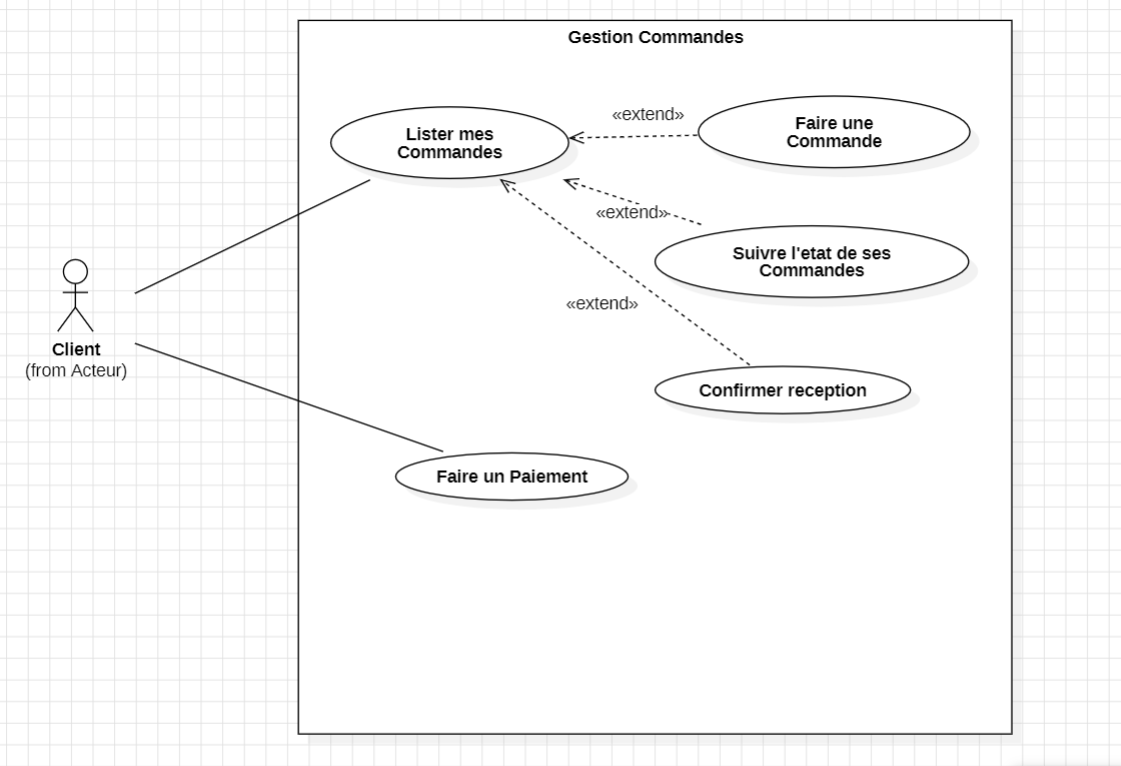 Gestion Commandes
Lister mes
Commandes
«extend»
Faire une
Commande
«extend»
Suivre l'etat de ses
Commandes
«extend»
Client
(from Acteur)
Confirmer reception
Faire un Paiement